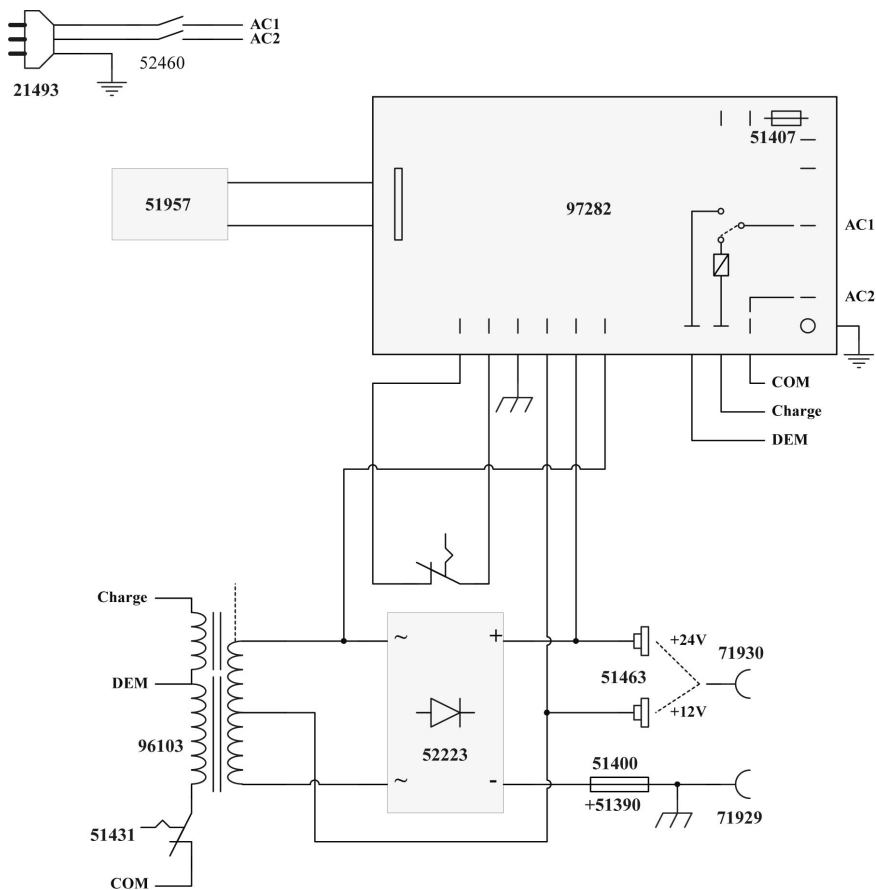 AC1
AC2
52460
21493
51407
51957
97282
AC1
AC2
COM
Charge
DEM
Charge
~
+
+24V
71930
51463
DEM
+12V
96103
52223
51400
~
-
+51390
71929
51431
COM